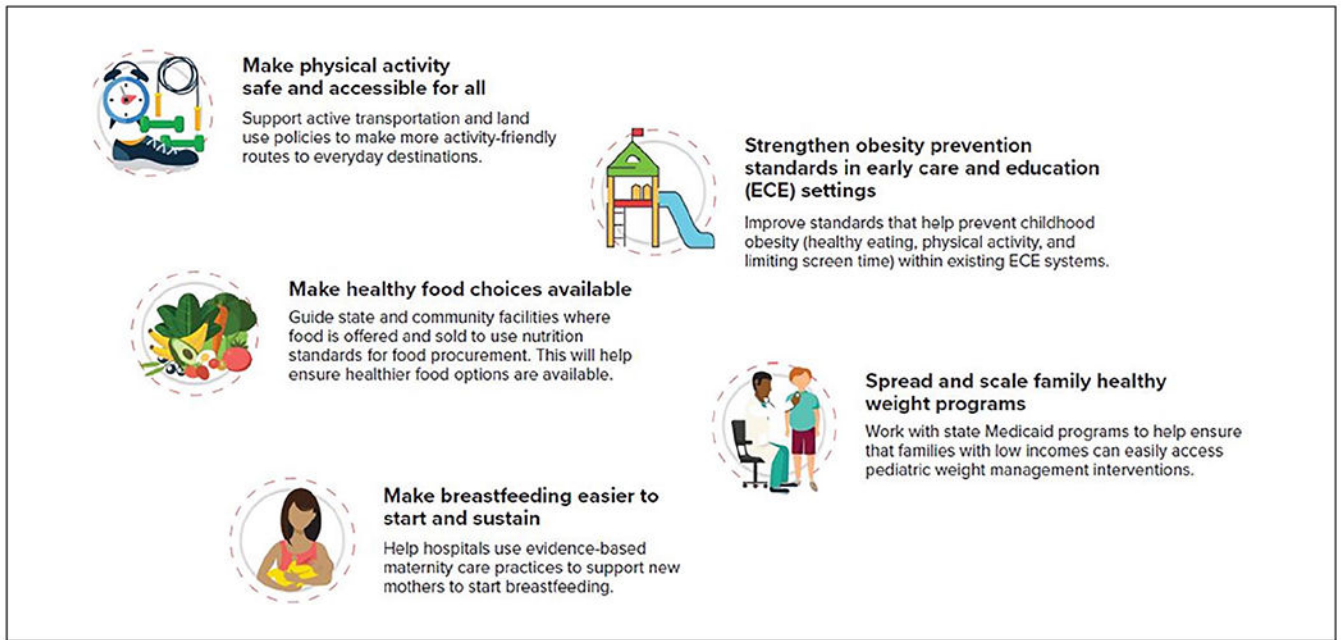 Make physical activity
safe and accessible for all
Support active transportation and land
use policies to make more activity-friendly
routes to everyday destinations.
Strengthen obesity prevention
standards in early care and education
(ECE) settings
Improve standards that help prevent childhood
obesity (healthy eating, physical activity, and
limiting screen time) within existing ECE systems.
Make healthy food choices available
Guide state and community facilities where
food is offered and sold to use nutrition
standards for food procurement. This will help
ensure healthier food options are available.
Spread and scale family healthy
weight programs
Work with state Medicaid programs to help ensure
that families with low incomes can easily access
pediatric weight management interventions.
Make breastfeeding easier to
start and sustain
Help hospitals use evidence-based
maternity care practices to support new
mothers to start breastfeeding.